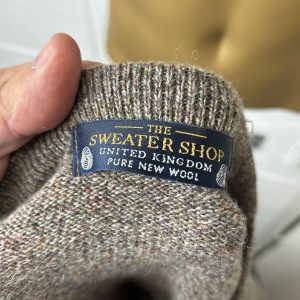 THE
SWEATER SHOP
UNITED KINGDOM
PURE NEW WOOL